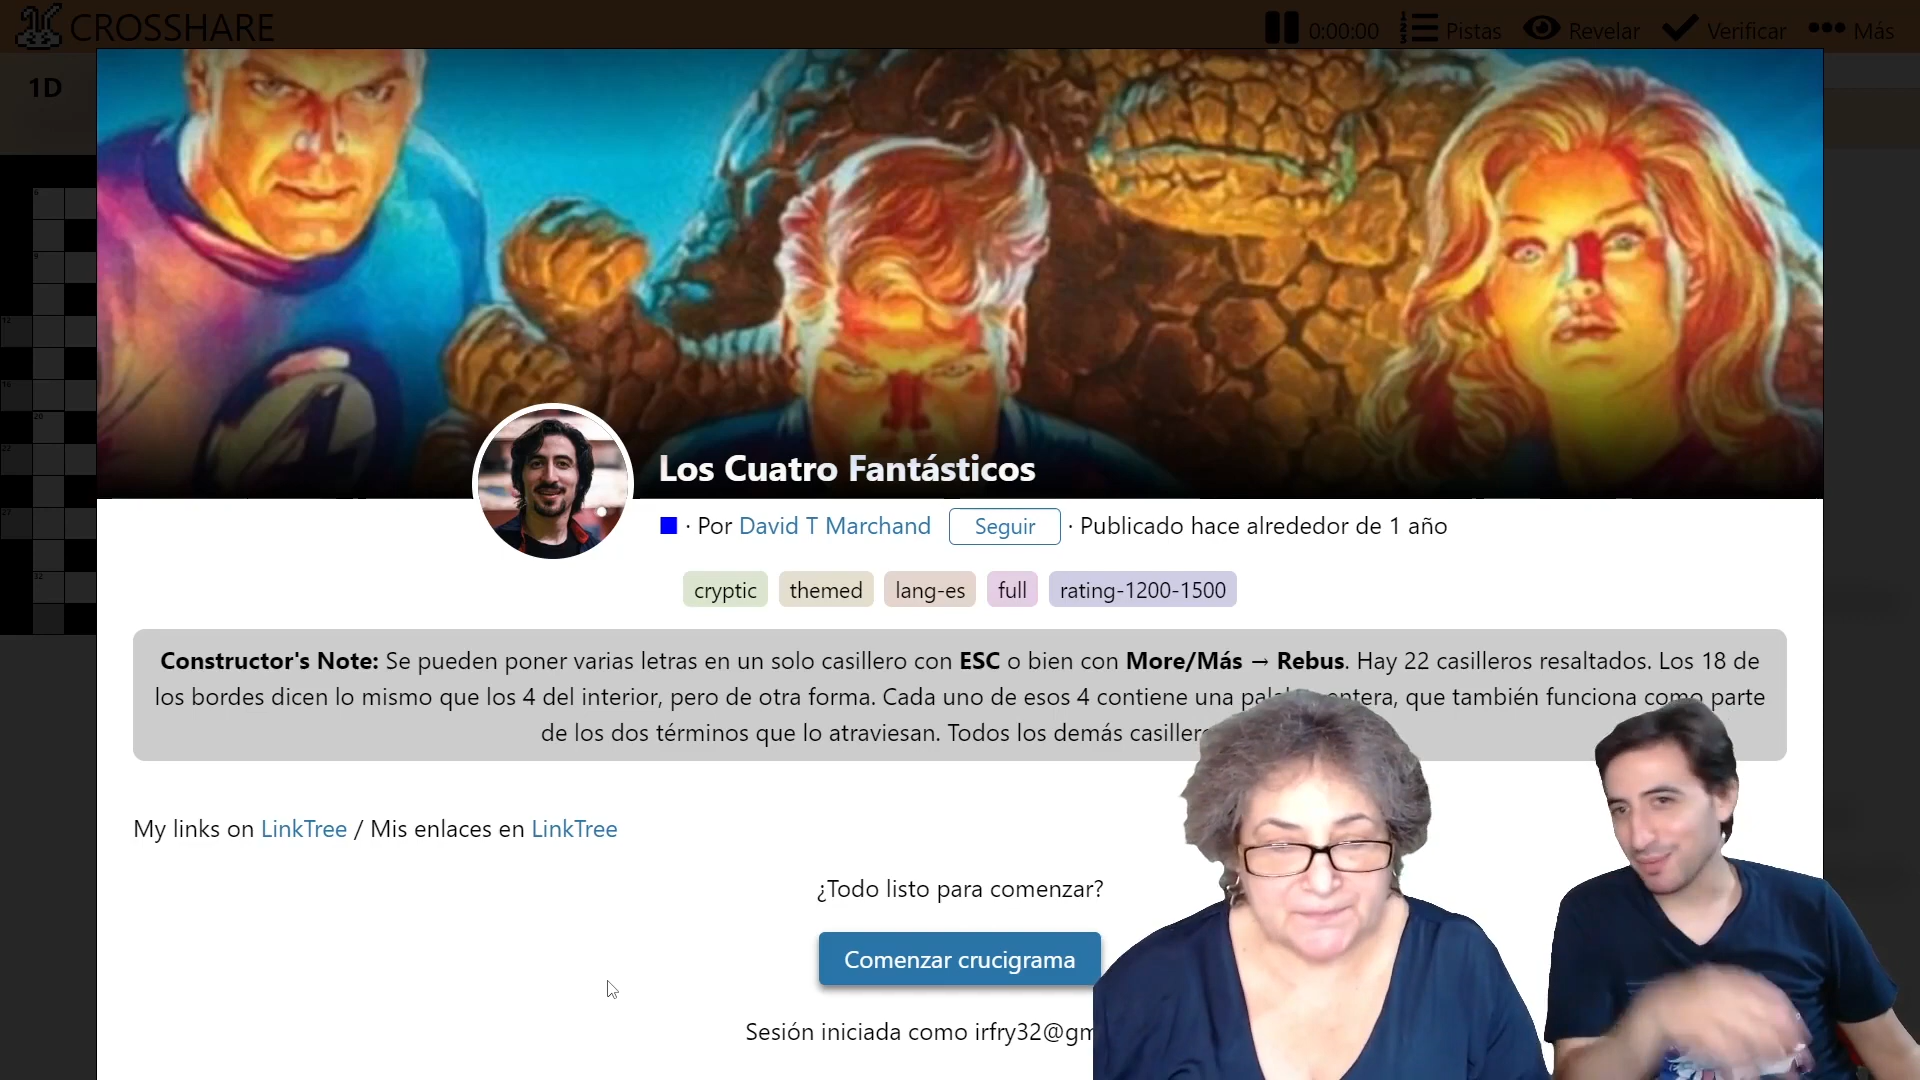 CROSSHARE
0:00:00 Pistas Revelar Verificar Más
1D
Los Cuatro Fantásticos
· Por David T Marchand Seguir · Publicado hace alrededor de 1 año
cryptic themed lang-es full rating-1200-1500
Constructor's Note: Se pueden poner varias letras en un solo casillero con ESC o bien con More/Más → Rebus. Hay 22 casilleros resaltados. Los 18 de
los bordes dicen lo mismo que los 4 del interior, pero de otra forma. Cada uno de esos 4 contiene una entera, que también funciona como parte
de los dos términos que lo atraviesan. Todos los demás
My links on LinkTree / Mis enlaces en LinkTree
¿Todo listo para comenzar?
Comenzar crucigrama
Sesión iniciada como irfry32@gm